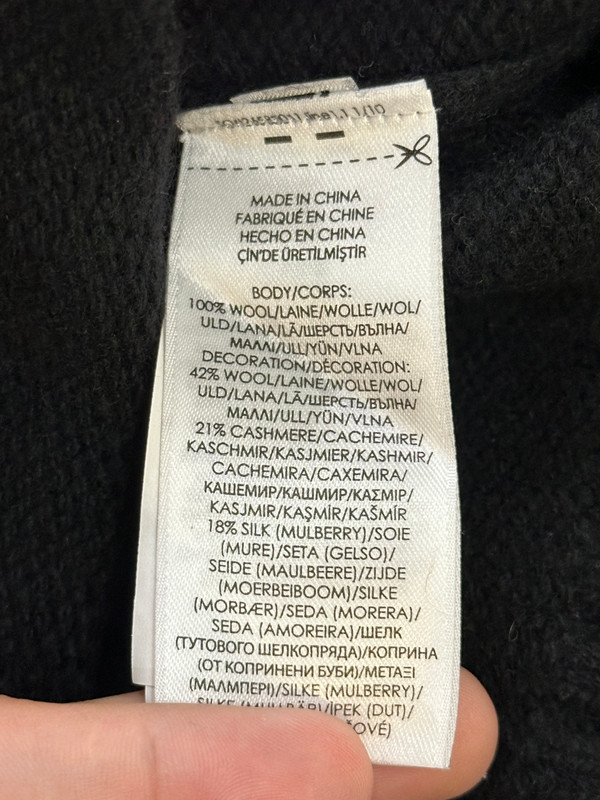 MADE IN CHINA
FABRIQUÉ EN CHINE
HECHO EN CHINA
ÇİN'DE ÜRETİLMİŞTİR
BODY/CORPS:
100% WOOL/LAINE/WOLLE/WOL/
ULD/LANA/LÃ/ШЕРСТЬ/ВЪЛНА/
ΜΑΛΛΙ/ULL/YÜN/VLNA
DECORATION/DÉCORATION:
42% WOOL/LAINE/WOLLE/WOL/
ULD/LANA/LÃ/ШЕРСТЬ/ВЪЛНА/
ΜΑΛΛΙ/ULL/YÜN/VLNA
21% CASHMERE/CACHEMIRE/
KASCHMIR/KASJMIER/KASHMIR/
CACHEMIRA/CAXEMIRA/
КАШЕМИР/КАШМИР/ΚΑΣΜΙΡ/
KASJMIR/KAŞMİR/KAŠMÍR
18% SILK (MULBERRY)/SOIE
(MURE)/SETA (GELSO)/
SEIDE (MAULBEERE)/ZIJDE
(MOERBEIBOOM)/SILKE
(MORBÆR)/SEDA (MORERA)/
SEDA (AMOREIRA)/ШЕЛК
(ТУТОВОГО ШЕЛКОПРЯДА)/КОПРИНА
(ОТ КОПРИНЕНИ БУБИ)/ΜΕΤΑΞΙ
(ΜΑΛΜΠΕΡΙ)/SILKE (MULBERRY)/
İPEK (DUT)/